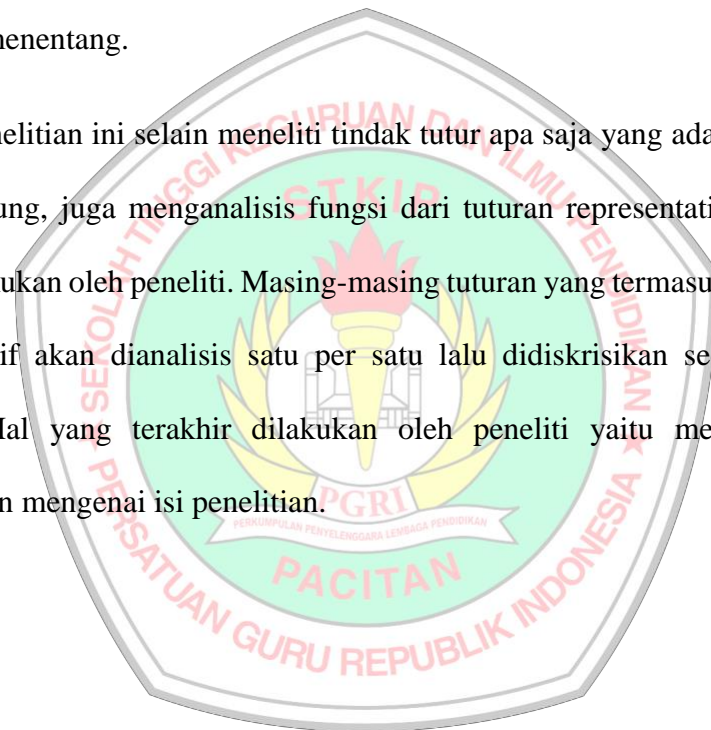 menentang.
nelitian ini selain meneliti tindak tutur apa saja yang ada
ung, juga menganalisis fungsi dari tuturan representati
ukan oleh peneliti. Masing-masing tuturan yang termasu
if akan dianalisis satu per satu lalu didiskrisikan se
Hal yang terakhir dilakukan oleh peneliti yaitu me
n mengenai isi penelitian.
SEKOLAH TINGGI KEGURUAN DAN ILMU PENDIDIKAN
STKIP
PGRI
PERKUMPULAN PENYELENGGARA LEMBAGA PENDIDIKAN
PACITAN
PERSATUAN GURU REPUBLIK INDONESIA